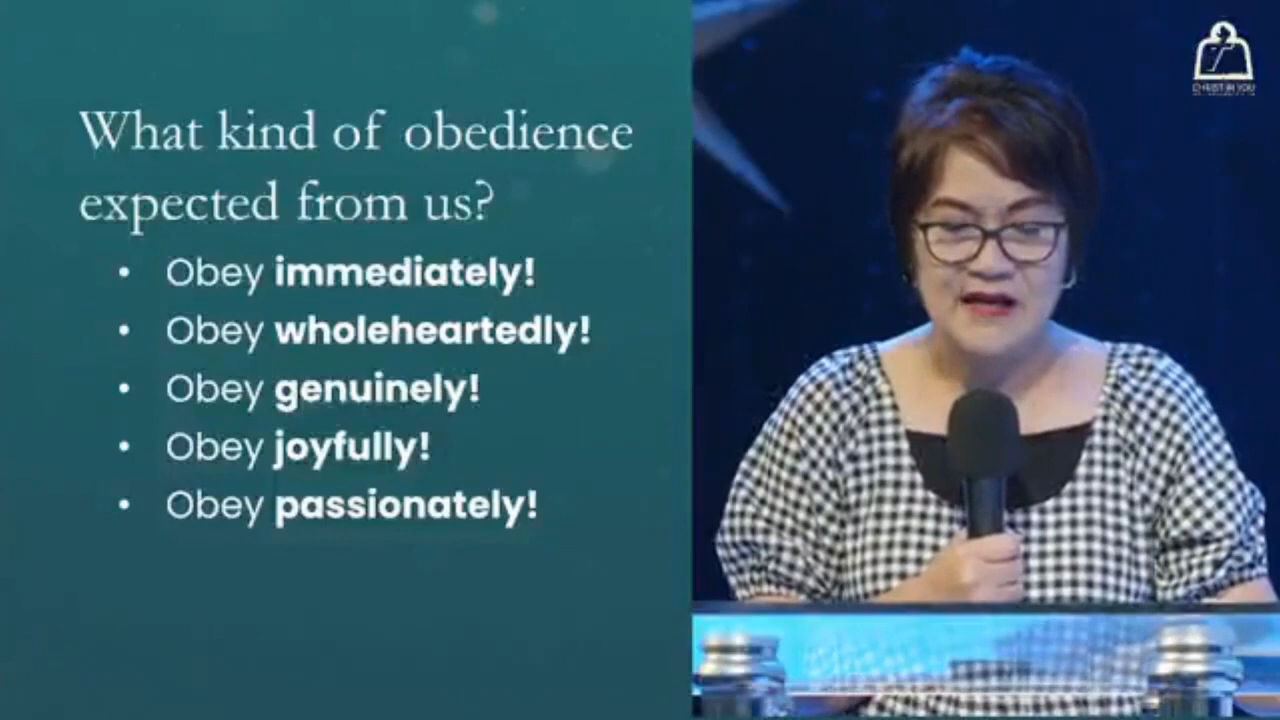 What kind of obedience
expected from us?
• Obey immediately!
• Obey wholeheartedly!
• Obey genuinely!
• Obey joyfully!
• Obey passionately!
CHRIST IN YOU